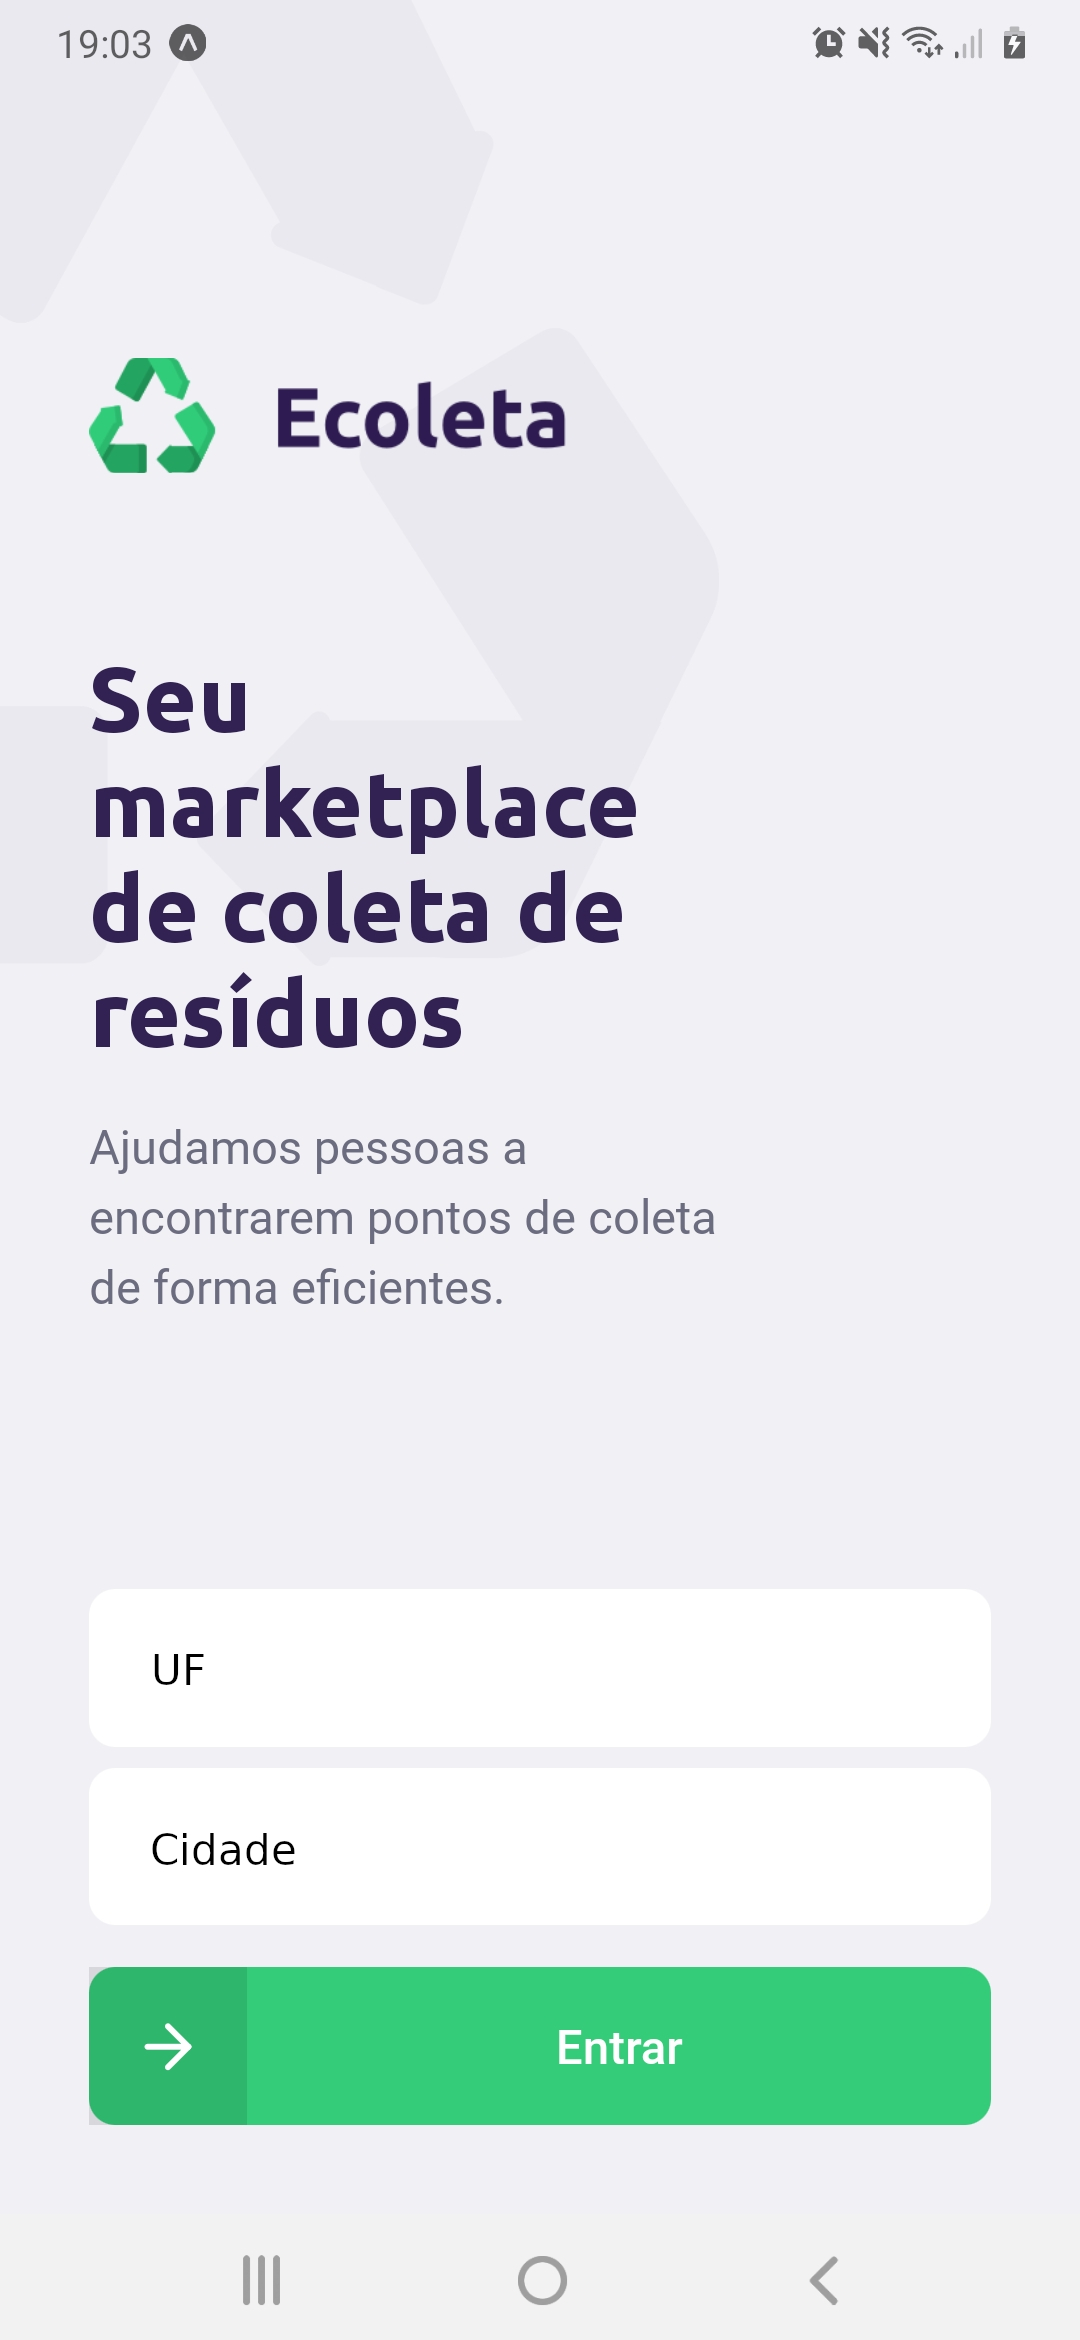 19:03
Ecoleta
Seu
marketplace
de coleta de
resíduos
Ajudamos pessoas a
encontrarem pontos de coleta
de forma eficientes.
UF
Cidade
Entrar